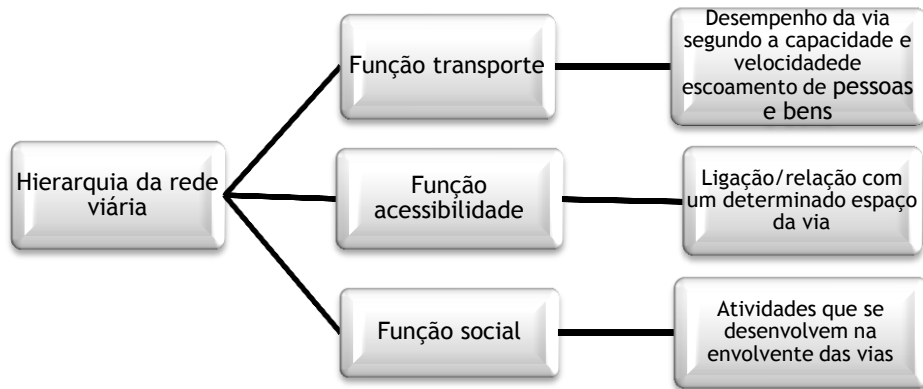 Hierarquia da rede
viária
Função transporte
Desempenho da via
segundo a capacidade e
velocidadede
escoamento de pessoas
e bens
Função
acessibilidade
Ligação/relação com
um determinado espaço
da via
Função social
Atividades que se
desenvolvem na
envolvente das vias